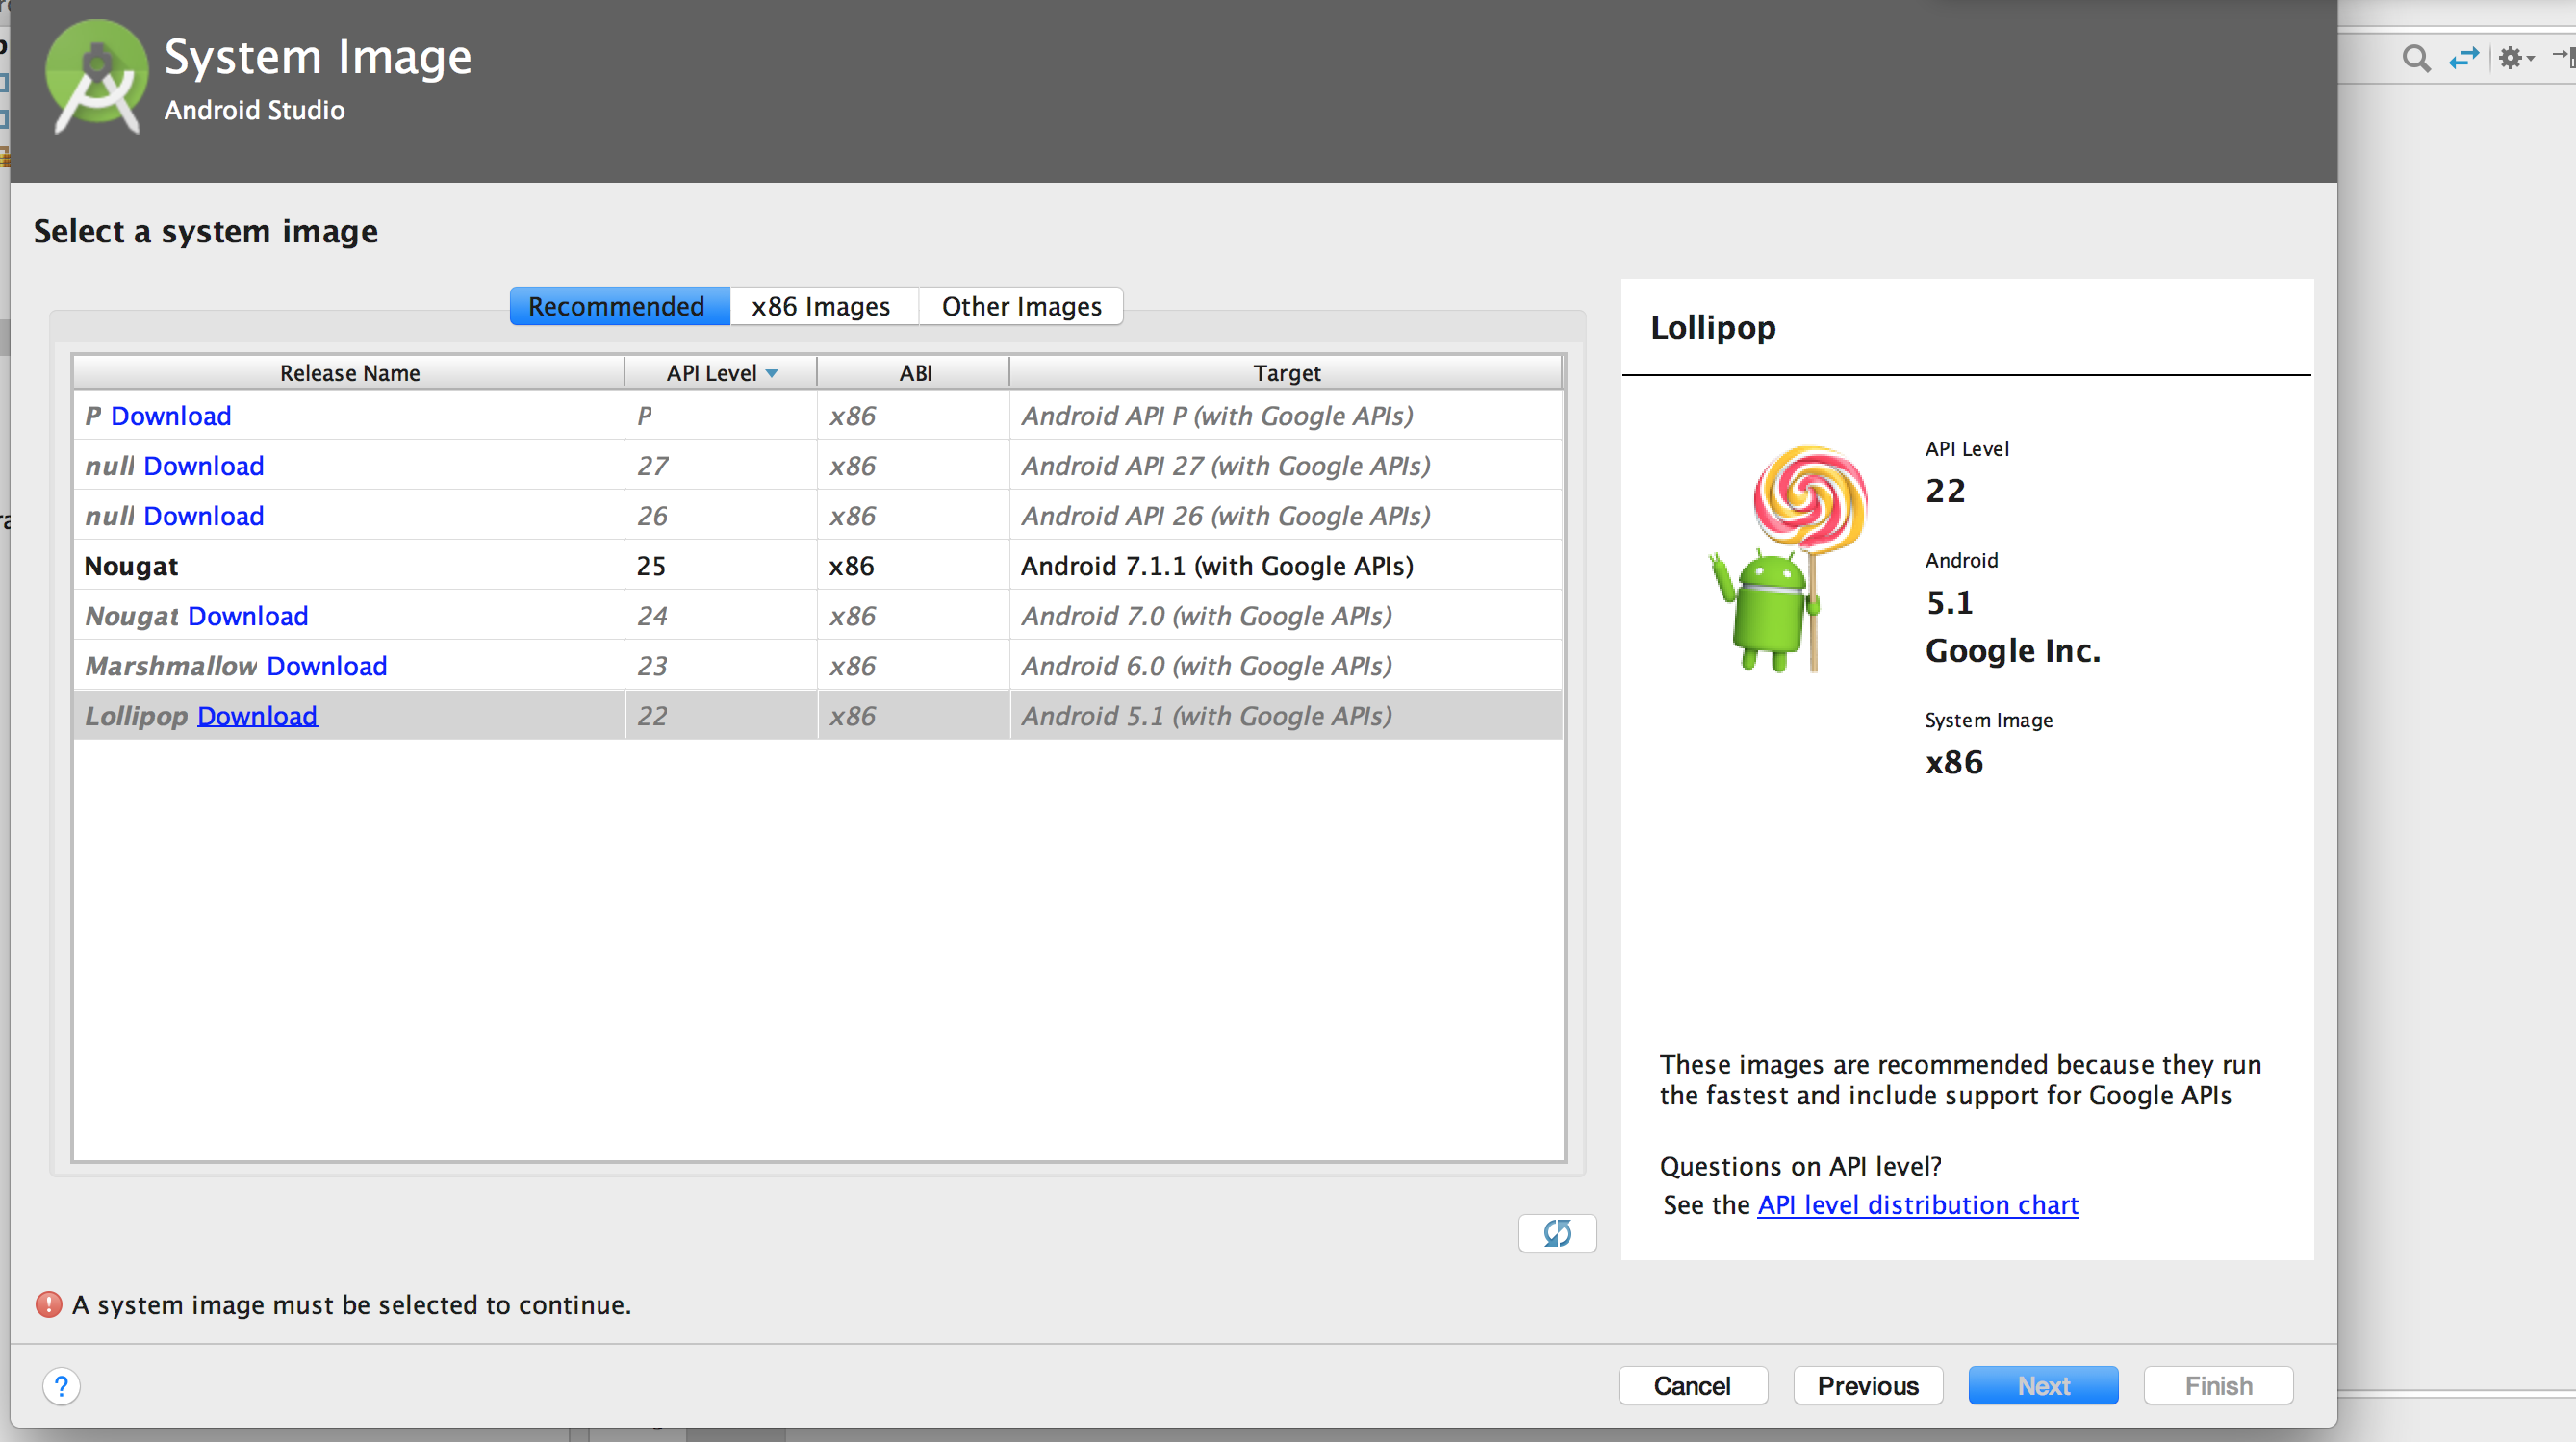 System Image
Android Studio
Select a system image
Recommended x86 Images Other Images
Release Name API Level ABI Target
P Download P x86 Android API P (with Google APIs)
null Download 27 x86 Android API 27 (with Google APIs)
null Download 26 x86 Android API 26 (with Google APIs)
Nougat 25 x86 Android 7.1.1 (with Google APIs)
Nougat Download 24 x86 Android 7.0 (with Google APIs)
Marshmallow Download 23 x86 Android 6.0 (with Google APIs)
Lollipop Download 22 x86 Android 5.1 (with Google APIs)
Lollipop
API Level
22
Android
5.1
Google Inc.
System Image
x86
These images are recommended because they run
the fastest and include support for Google APIs
Questions on API level?
See the API level distribution chart
A system image must be selected to continue.
? Cancel Previous Next Finish